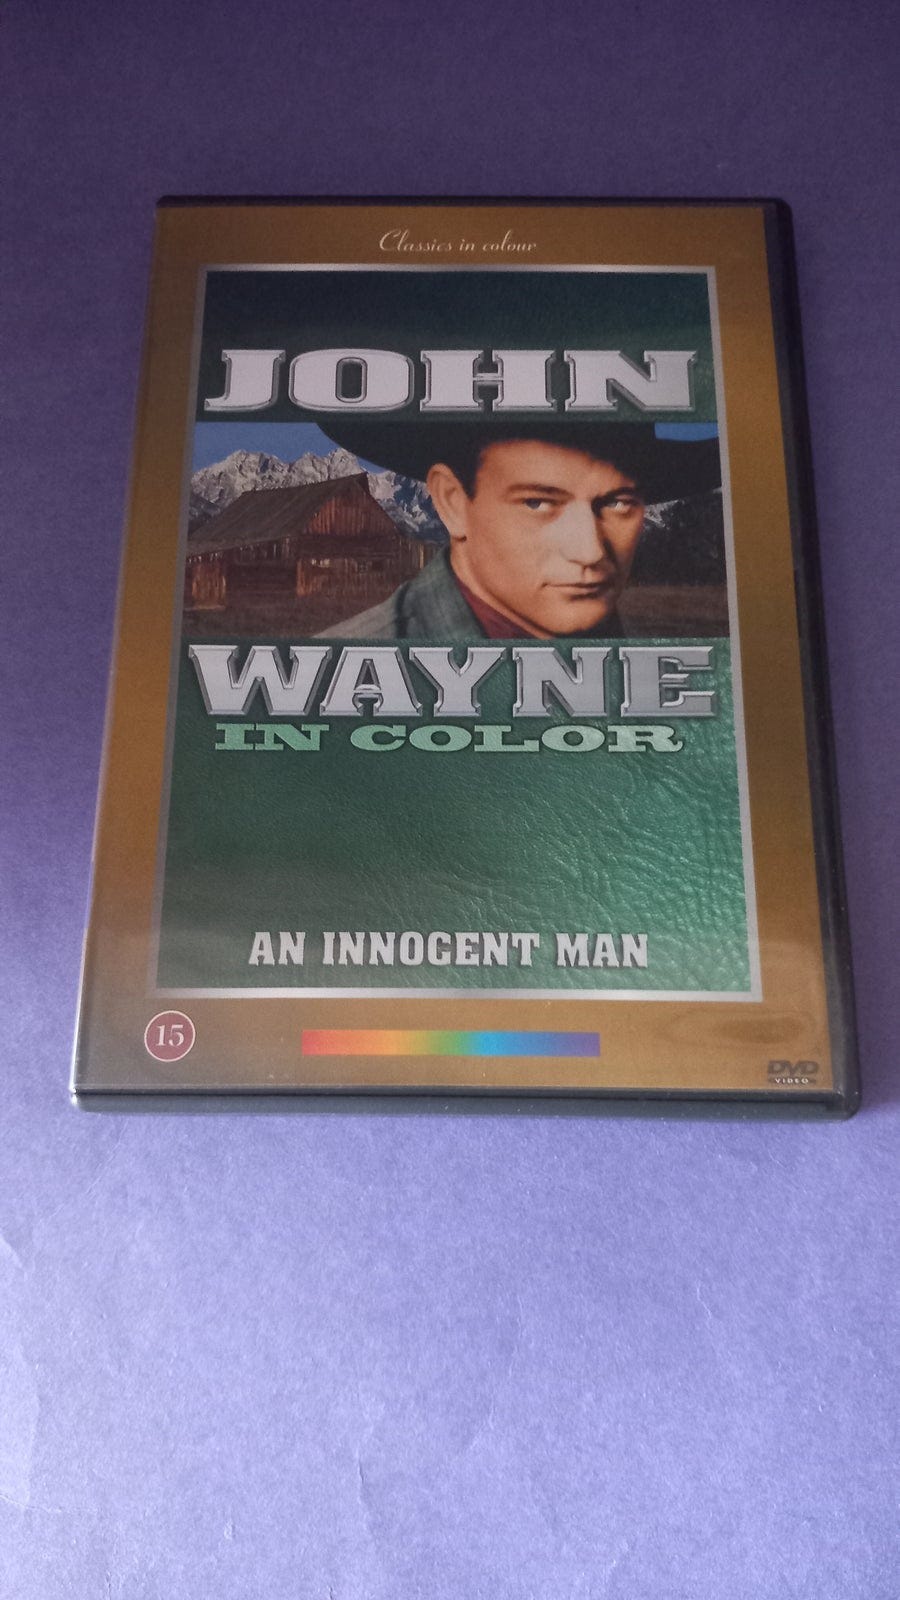 Classics in colour
JOHN
WAYNE
IN COLOR
AN INNOCENT MAN
15
DVD
VIDEO